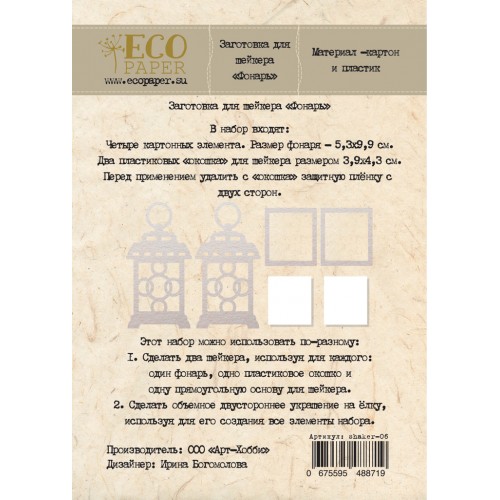 ECO
PAPER
www.ecopaper.su
Заготовка для
шейкера
«Фонарь»
Материал –картон
и пластик
Заготовка для шейкера «Фонарь»
В набор входят:
Четыре картонных элемента. Размер фонаря – 5,3х9,9 см.
Два пластиковых «окошка» для шейкера размером 3,9х4,3 см.
Перед применением удалить с «окошка» защитную плёнку с
двух сторон.
Этот набор можно использовать по-разному:
1. Сделать два шейкера, используя для каждого:
один фонарь, одно пластиковое окошко и
одну прямоугольную основу для шейкера.
2. Сделать объемное двустороннее украшение на ёлку,
используя для его создания все элементы набора.
Артикул: shaker-06
Производитель: ООО «Арт-Хобби»
Дизайнер: Ирина Богомолова
0 675595 488719